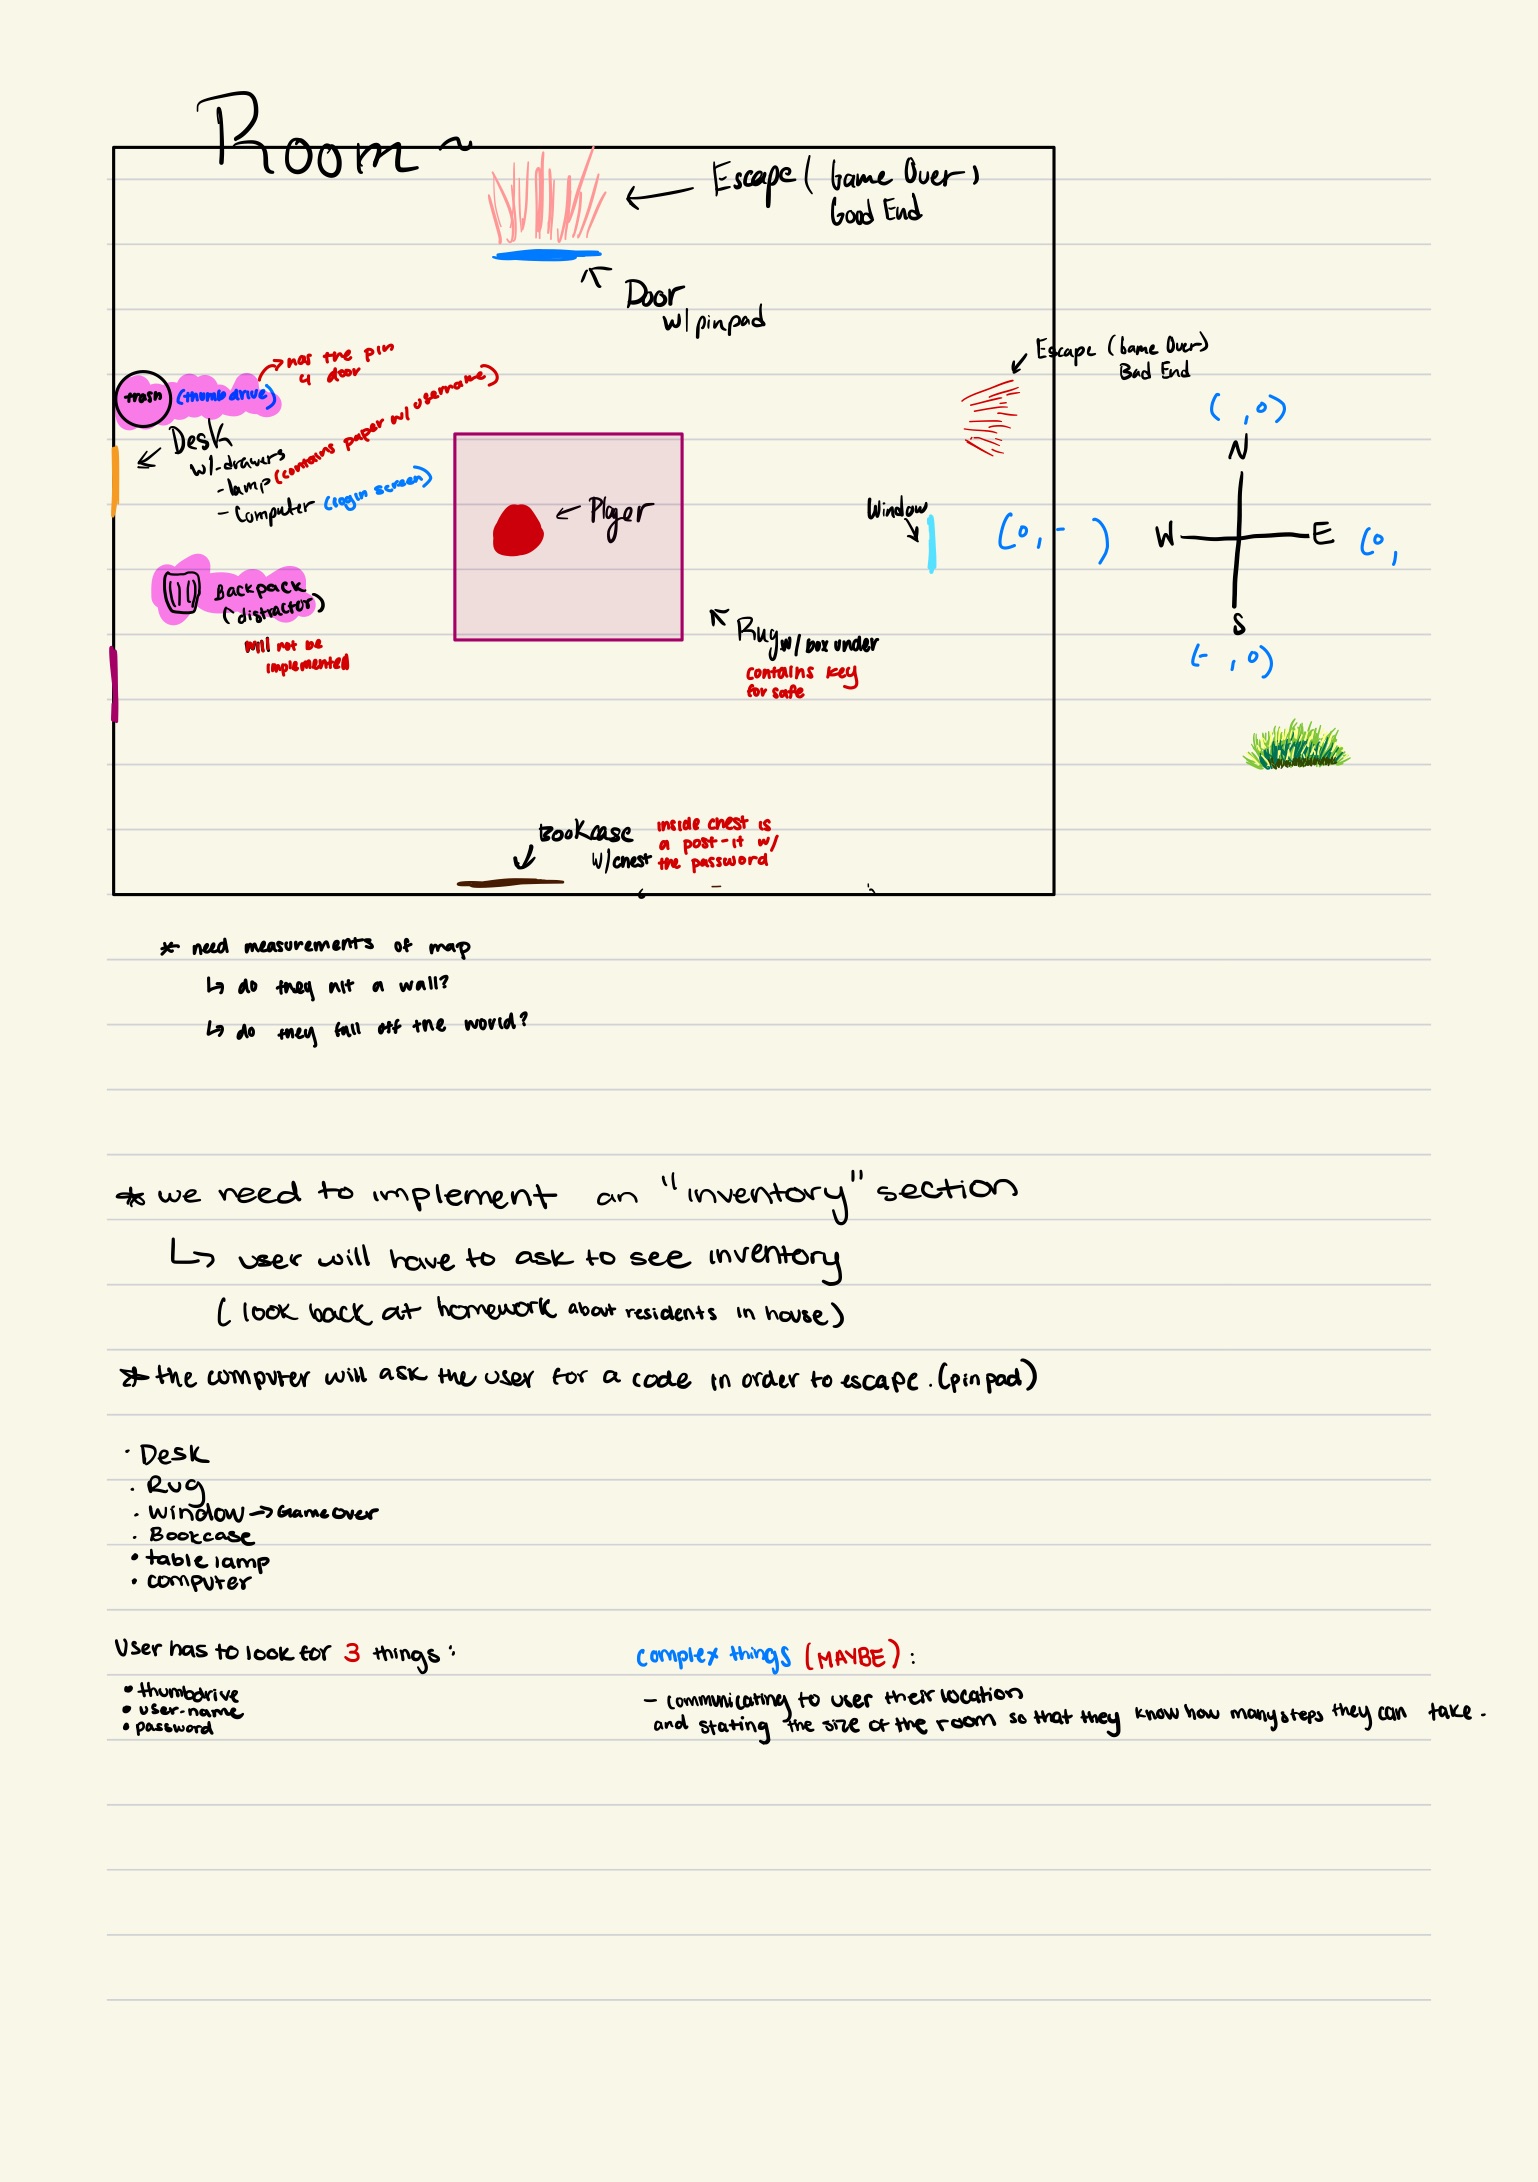 Room ~
Escape (Game Over)
Good End
Door
w/ pinpad
has the pin
4 door
trash (thumb drive)
Escape (Game Over)
Bad End
Desk
w/-drawers
-lamp (contains paper w/ username)
- Computer (login screen)
Player
Window
( ,0)
N
W E
S
(0,- )
(0,
(- ,0)
Backpack
(distractor)
will not be
implemented
Rug w/ box under
contains key
for safe
Bookcase
w/chest
inside chest is
a post-it w/
the password
* need measurements of map
↳ do they hit a wall?
↳ do they fall off the world?
* we need to implement an "inventory" section
↳ user will have to ask to see inventory
(look back at homework about residents in house)
* the computer will ask the user for a code in order to escape. (pinpad)
· Desk
· Rug
· Window → Game Over
· Bookcase
• table lamp
• computer
User has to look for 3 things:
• thumbdrive
• user-name
• password
complex things (MAYBE):
- communicating to user their location
and stating the size of the room so that they know how many steps they can take.